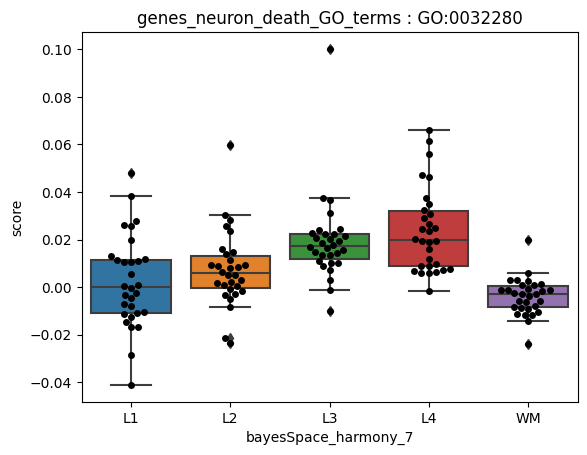 genes_neuron_death_GO_terms : GO:0032280
0.10
0.08
0.06
0.04
0.02
0.00
−0.02
−0.04
score
L1 L2 L3 L4 WM
bayesSpace_harmony_7